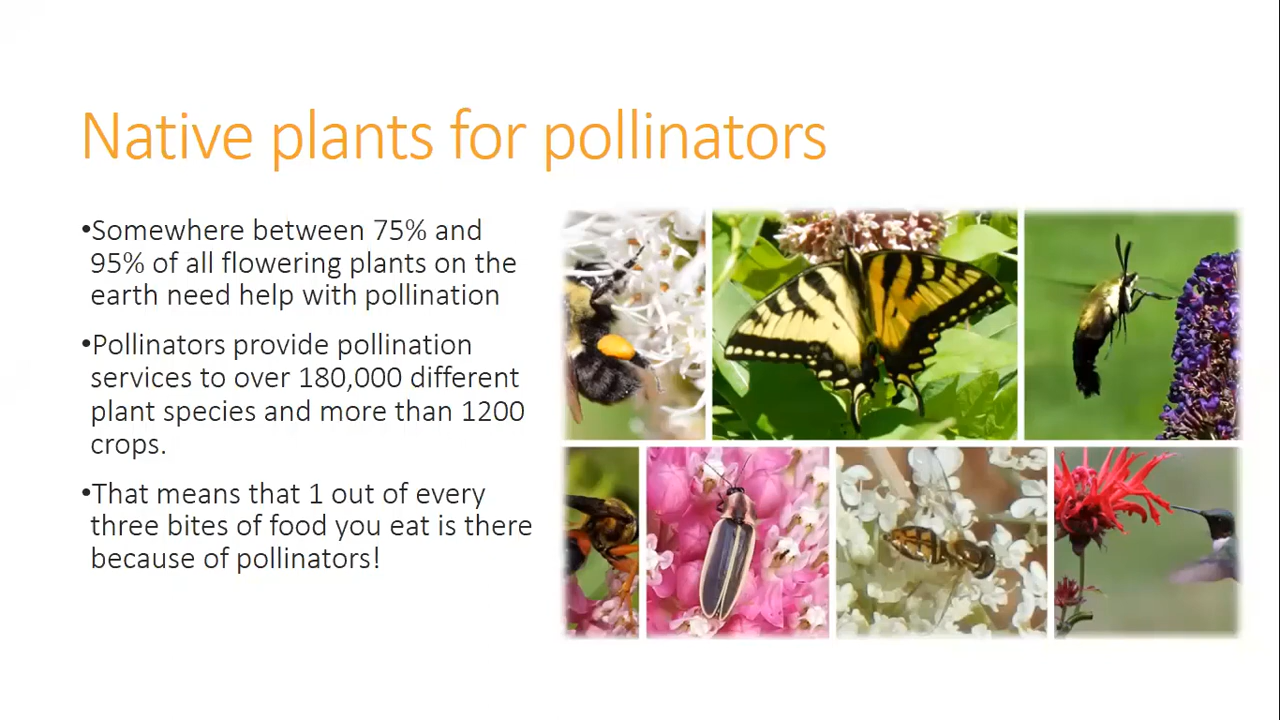 Native plants for pollinators
•Somewhere between 75% and
95% of all flowering plants on the
earth need help with pollination
•Pollinators provide pollination
services to over 180,000 different
plant species and more than 1200
crops.
•That means that 1 out of every
three bites of food you eat is there
because of pollinators!